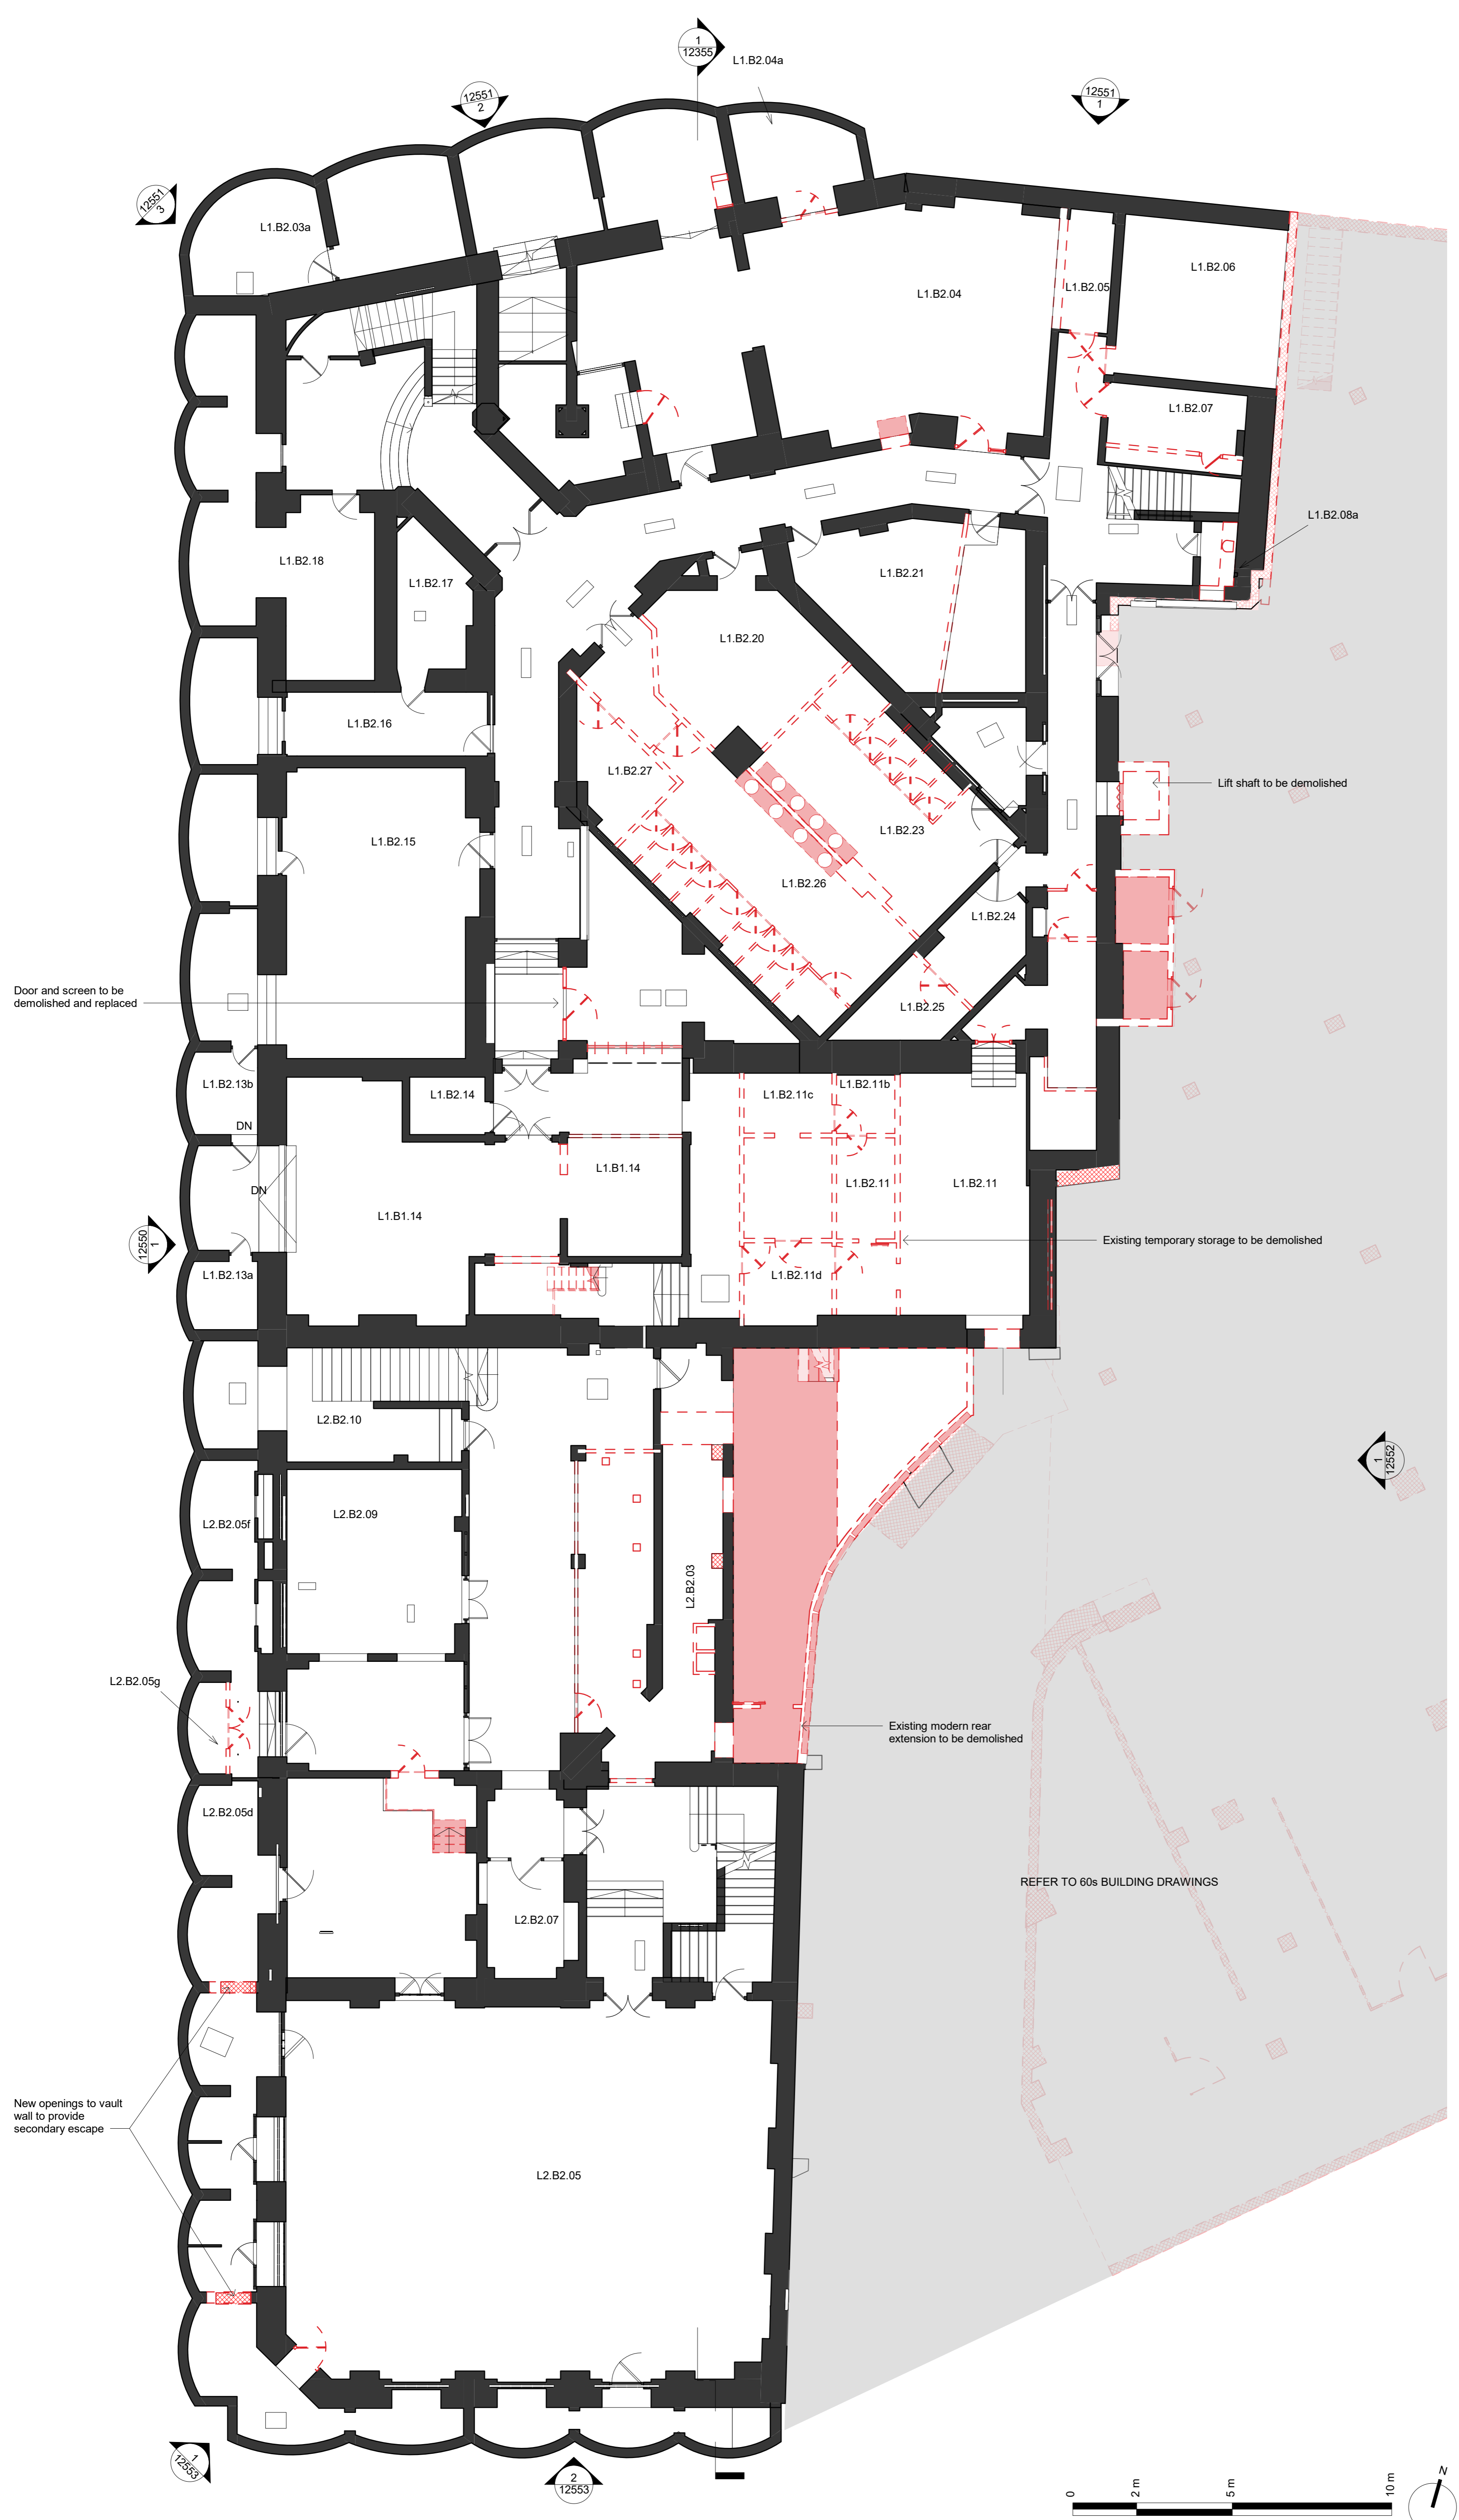 1
12355
L1.B2.04a
12551
2
12551
1
12551
3
L1.B2.03a
L1.B2.06
L1.B2.05
L1.B2.04
L1.B2.07
L1.B2.08a
L1.B2.18
L1.B2.17
L1.B2.21
L1.B2.20
L1.B2.16
L1.B2.27
Lift shaft to be demolished
L1.B2.15
L1.B2.23
L1.B2.26
L1.B2.24
Door and screen to be
demolished and replaced
L1.B2.25
L1.B2.13b
L1.B2.14
L1.B2.11c
L1.B2.11b
DN
L1.B1.14
DN
L1.B2.11
L1.B2.11
L1.B1.14
12550
1
Existing temporary storage to be demolished
L1.B2.13a
L1.B2.11d
L2.B2.10
1
12552
L2.B2.05f
L2.B2.09
L2.B2.03
L2.B2.05g
Existing modern rear
extension to be demolished
L2.B2.05d
REFER TO 60s BUILDING DRAWINGS
L2.B2.07
New openings to vault
wall to provide
secondary escape
L2.B2.05
1
12553
2
12553
0
2 m
5 m
10 m
N